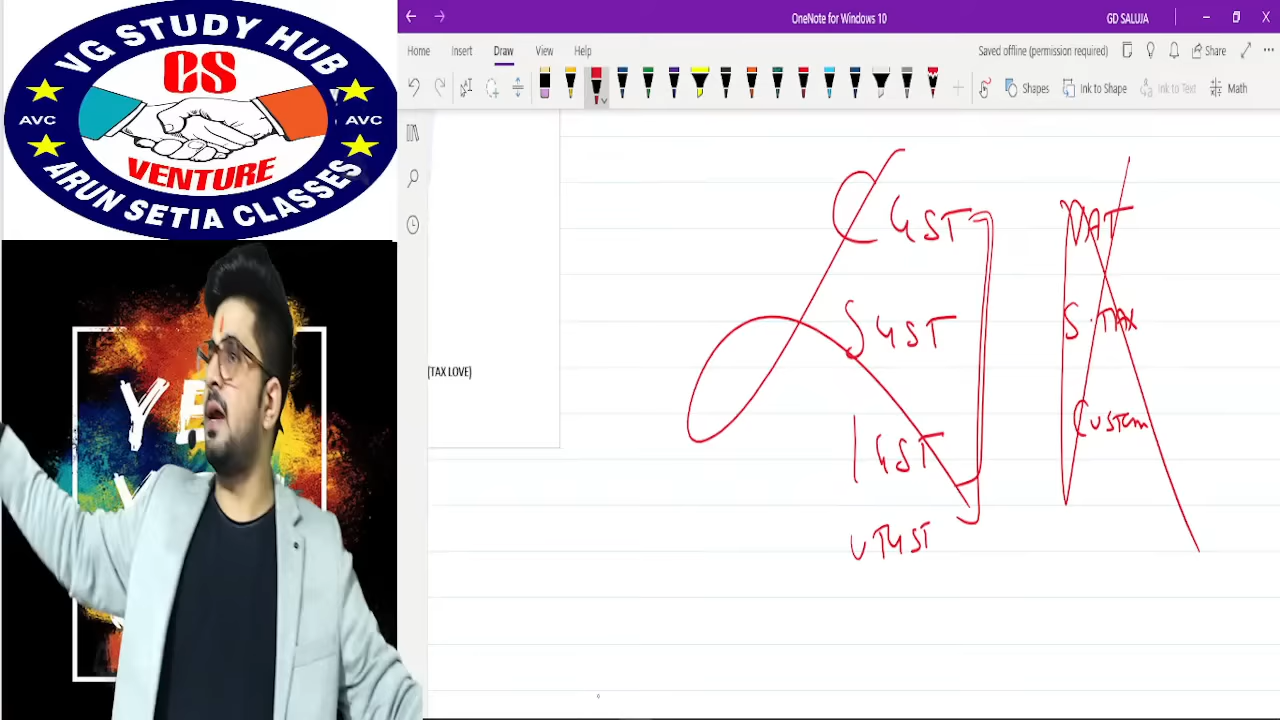 VG STUDY HUB
CS
AVC
AVC
VENTURE
ARUN SETIA CLASSES
YE
Y
OneNote for Windows 10
GD SALUJA
Home
Insert
Draw
View
Help
Saved offline (permission required)
Share
Shapes
Ink to Shape
Ink to Text
Math
(TAX LOVE)
CGST
SGST
IGST
UTGST
VAT
S.TAX
Custom